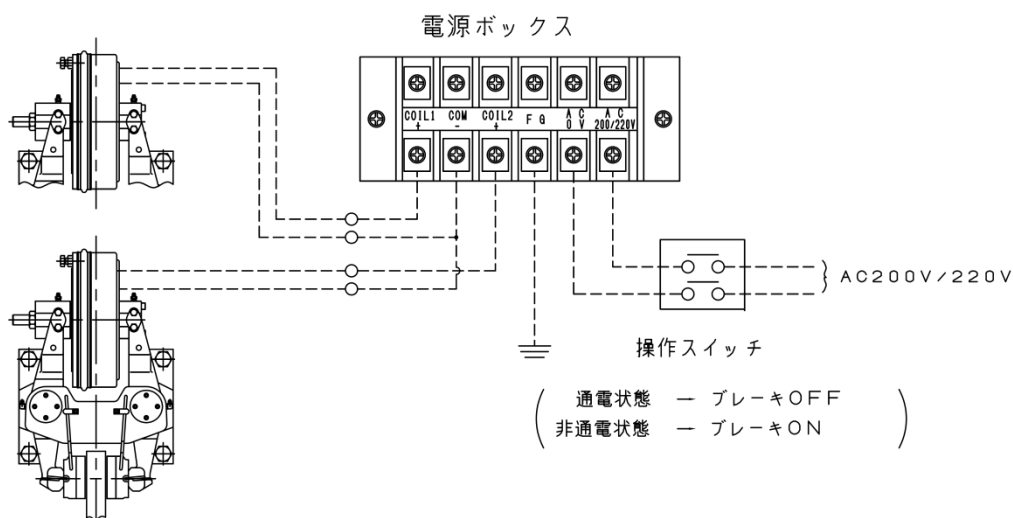 電源ボックス
COIL1 COM COIL2 F G A C A C
+ - + 0 V 200/220V
AC200V/220V
操作スイッチ
通電状態 → ブレーキOFF
非通電状態 → ブレーキON